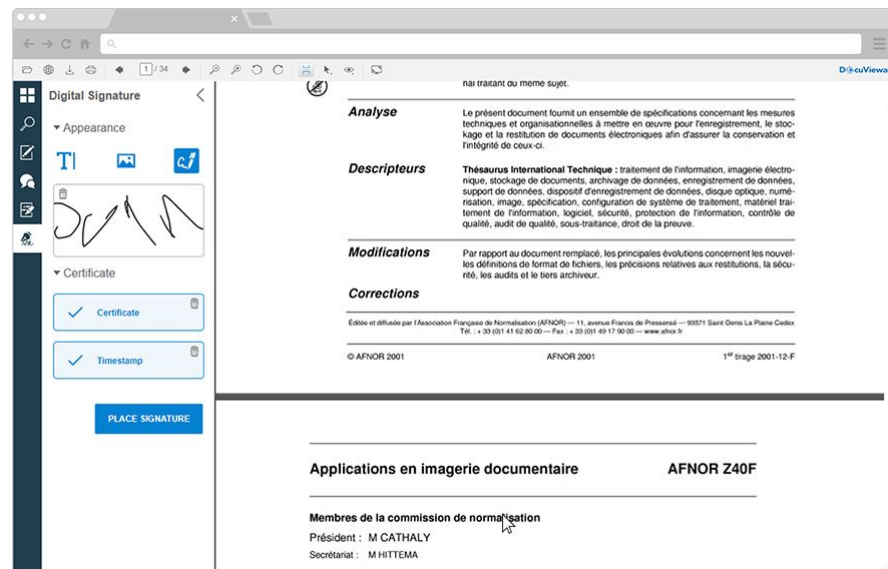 1 / 34
DocuViewa
Digital Signature
Appearance
T
Certificate
Certificate
Timestamp
PLACE SIGNATURE
nal traitant du même sujet.
Analyse
Le présent document fournit un ensemble de spécifications concernant les mesures
techniques et organisationnelles à mettre en œuvre pour l'enregistrement, le stoc-
kage et la restitution de documents électroniques afin d'assurer la conservation et
l'intégrité de ceux-ci.
Descripteurs
Thésaurus International Technique : traitement de l'information, imagerie électro-
nique, stockage de documents, archivage de données, enregistrement de données,
support de données, dispositif d'enregistrement de données, disque optique, numé-
risation, image, spécification, configuration de système de traitement, matériel trai-
tement de l'information, logiciel, sécurité, protection de l'information, contrôle de
qualité, audit de qualité, sous-traitance, droit de la preuve.
Modifications
Par rapport au document remplacé, les principales évolutions concernent les nouvel-
les définitions de format de fichiers, les précisions relatives aux restitutions, la sécu-
rité, les audits et le tiers archiveur.
Corrections
Éditée et diffusée par l'Association Française de Normalisation (AFNOR) — 11, avenue Francis de Pressensé — 93571 Saint Denis La Plaine Cedex
Tél. : + 33 (0)1 41 62 80 00 — Fax : + 33 (0)1 49 17 90 00 — www.afnor.fr
© AFNOR 2001 AFNOR 2001 1er tirage 2001-12-F
Applications en imagerie documentaire AFNOR Z40F
Membres de la commission de normalisation
Président : M CATHALY
Secrétariat : M HITTEMA